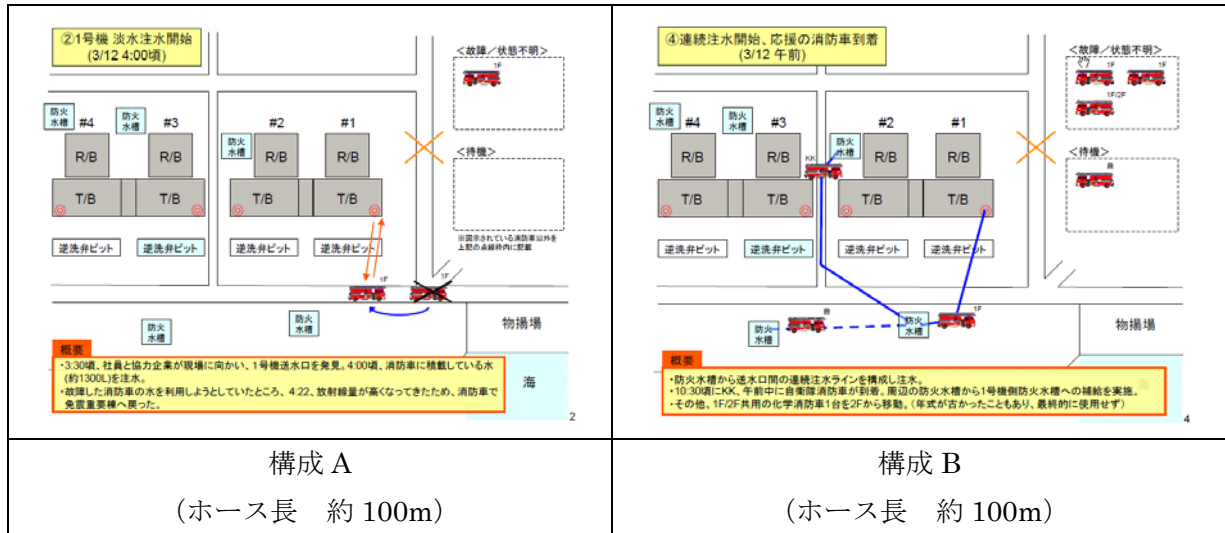 ②1号機 淡水注水開始
(3/12 4:00頃)
<故障/状態不明>
1F
防火
水槽
#4
防火
水槽
#3
防火
水槽
#2
#1
R/B
R/B
R/B
R/B
<待機>
T/B
T/B
逆洗弁ピット
逆洗弁ピット
逆洗弁ピット
逆洗弁ピット
※図示されている消防車以外を
上記の点線枠内に記載
1F
1F
防火
水槽
防火
水槽
物揚場
海
概要
・3:30頃、社員と協力企業が現場に向かい、1号機送水口を発見。4:00頃、消防車に積載している水
(約1300L)を注水。
・故障した消防車の水を利用しようとしていたところ、4:22、放射線量が高くなってきたため、消防車で
免震重要棟へ戻った。
2
④連続注水開始、応援の消防車到着
(3/12 午前)
<故障/状態不明>
1F
1F
1F/2F
防火
水槽
#4
防火
水槽
#3
防火
水槽
#2
#1
R/B
R/B
R/B
R/B
KK
<待機>
自
T/B
T/B
逆洗弁ピット
逆洗弁ピット
逆洗弁ピット
逆洗弁ピット
防火
水槽
自
防火
水槽
1F
物揚場
概要
・防火水槽から送水口間の連続注水ラインを構成し注水。
・10:30頃にKK、午前中に自衛隊消防車が到着。周辺の防火水槽から1号機側防火水槽への補給を実施。
・その他、1F/2F共用の化学消防車1台を2Fから移動。(年式が古かったこともあり、最終的に使用せず)
4
構成 A
(ホース長 約 100m)
構成 B
(ホース長 約 100m)